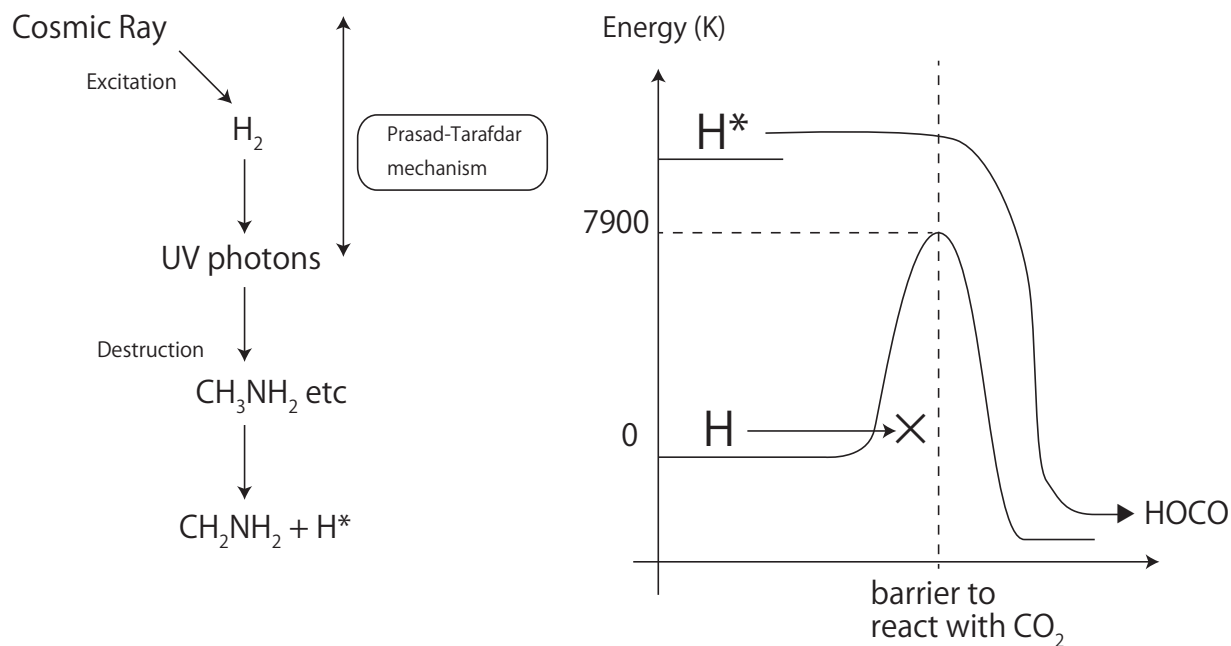 Cosmic Ray
Excitation
H₂
Prasad-Tarafdar
mechanism
UV photons
Destruction
CH₃NH₂ etc
CH₂NH₂ + H*
Energy (K)
H*
7900
0
H
HOCO
barrier to
react with CO₂